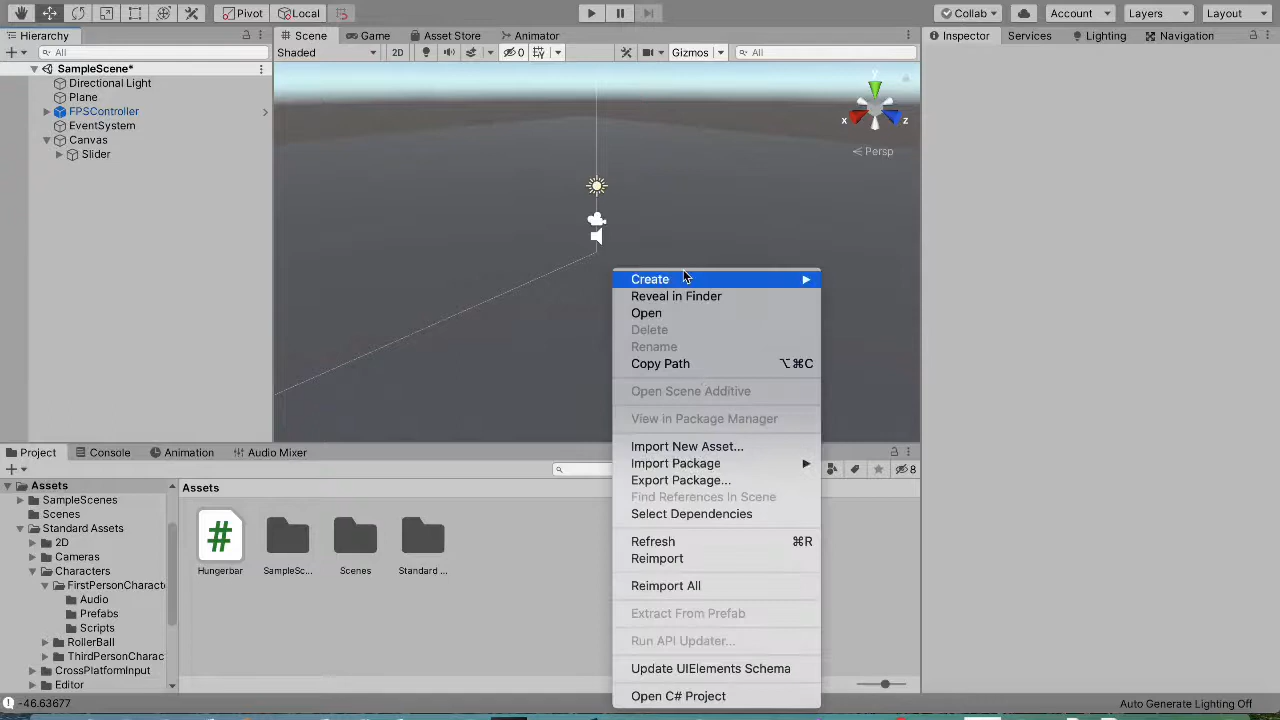 Pivot Local Collab Account Layers Layout
Hierarchy Scene Game Asset Store Animator Inspector Services Lighting Navigation
All Shaded 2D 0 Gizmos All
SampleScene*
Directional Light
Plane
FPSController
EventSystem
Canvas
Slider
y
x z
Persp
Create
Reveal in Finder
Open
Delete
Rename
Copy Path ⌥⌘C
Open Scene Additive
View in Package Manager
Import New Asset...
Import Package
Export Package...
Find References In Scene
Select Dependencies
Refresh ⌘R
Reimport
Reimport All
Extract From Prefab
Run API Updater...
Update UIElements Schema
Open C# Project
Project Console Animation Audio Mixer
8
Assets
SampleScenes
Scenes
Standard Assets
2D
Cameras
Characters
FirstPersonCharact
Audio
Prefabs
Scripts
RollerBall
ThirdPersonCharac
CrossPlatformInput
Editor
Assets
#
Hungerbar SampleSc... Scenes Standard ...
-46.63677 Auto Generate Lighting Off